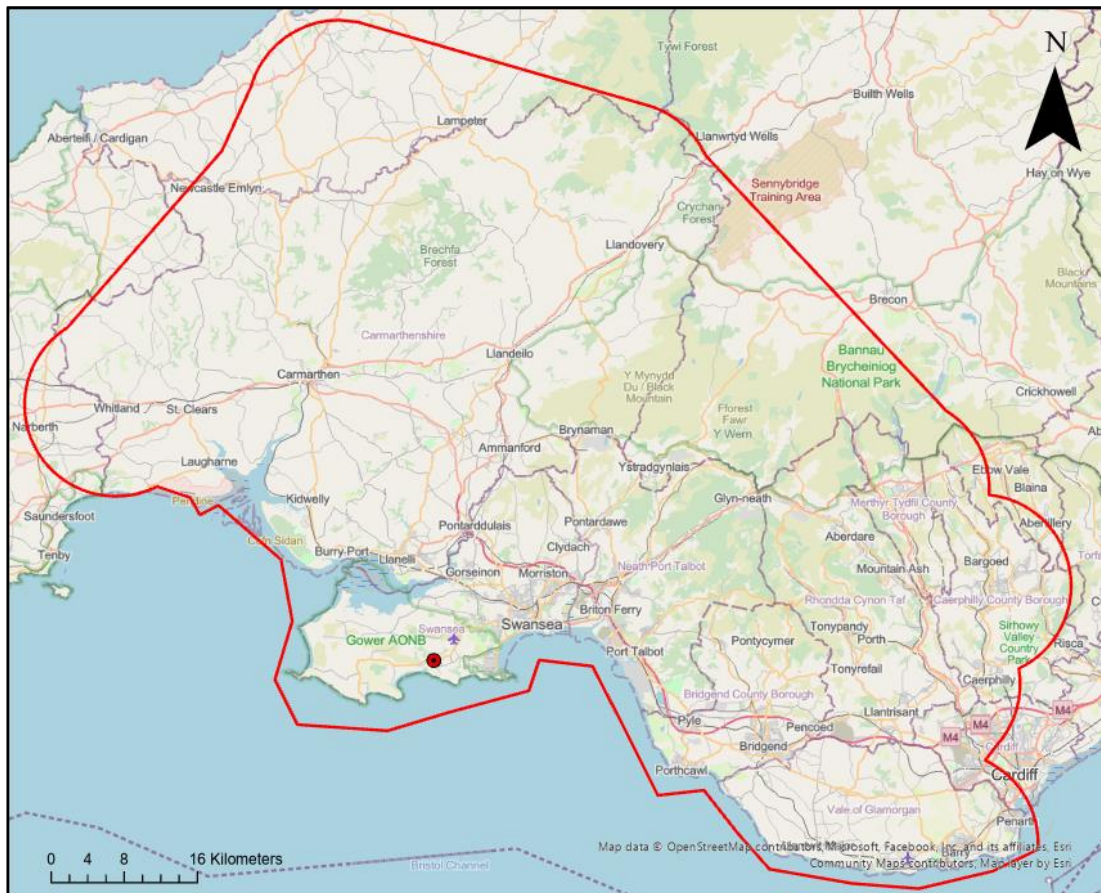 Tywi Forest
N
Builth Wells
Aberteifi / Cardigan
Lampeter
Llanwrtyd Wells
Hay on Wye
Newcastle Emlyn
Sennybridge
Training Area
Crychan
Forest
Brechfa
Forest
Llandovery
Black
Mountains
Brecon
Carmarthenshire
Llandeilo
Bannau
Brycheiniog
National Park
Carmarthen
Y Mynydd
Du / Black
Mountain
Crickhowell
Whitland
St. Clears
Narberth
Fforest
Fawr
Y Wern
Ammanford
Brynaman
Laugharne
Ystradgynlais
Ebbw Vale
Blaina
Pendine
Kidwelly
Glyn-neath
Merthyr Tydfil County
Borough
Saundersfoot
Pontarddulais
Pontardawe
Abertillery
Tenby
Cefn Sidan
Burry Port
Llanelli
Clydach
Aberdare
Bargoed
Gorseinon
Morriston
Neath Port Talbot
Mountain Ash
Rhondda Cynon Taf
Caerphilly County Borough
Briton Ferry
Swansea
Gower AONB
Swansea
Tonypandy
Sirhowy
Valley
Country
Park
Pontycymer
Porth
Risca
Port Talbot
Tonyrefail
Caerphilly
Bridgend County Borough
Llantrisant
M4
Pyle
Pencoed
M4
M4
Cardiff
Bridgend
Porthcawl
Cardiff
Vale of Glamorgan
Penarth
0 4 8 16 Kilometers
Bristol Channel
Barry
Map data © OpenStreetMap contributors, Microsoft, Facebook, Inc. and its affiliates, Esri
Community Maps contributors, Map layer by Esri